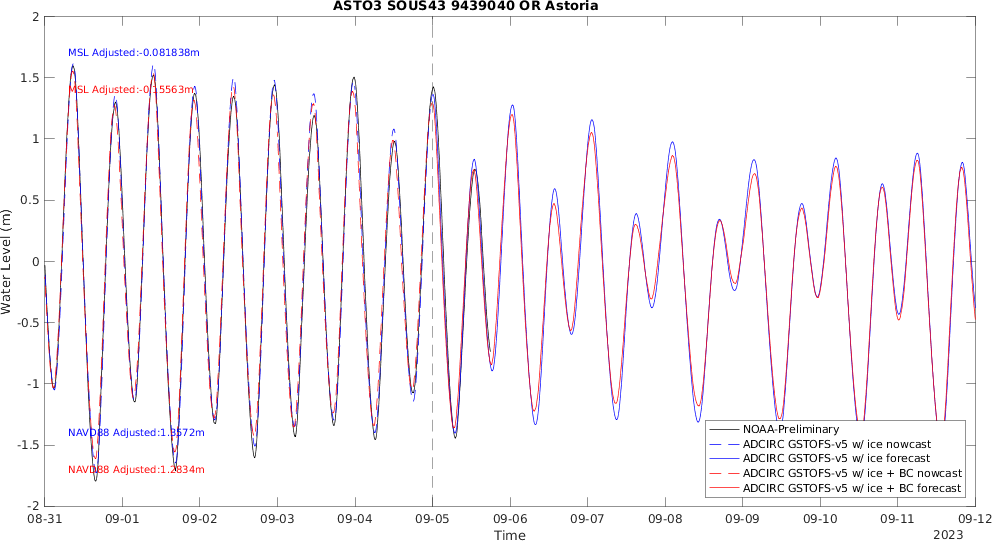 ASTO3 SOUS43 9439040 OR Astoria
2
1.5
1
0.5
0
-0.5
-1
-1.5
-2
Water Level (m)
MSL Adjusted:-0.081838m
MSL Adjusted:-0.15563m
NAVD88 Adjusted:1.3572m
NAVD88 Adjusted:1.2834m
NOAA-Preliminary
ADCIRC GSTOFS-v5 w/ ice nowcast
ADCIRC GSTOFS-v5 w/ ice forecast
ADCIRC GSTOFS-v5 w/ ice + BC nowcast
ADCIRC GSTOFS-v5 w/ ice + BC forecast
08-31 09-01 09-02 09-03 09-04 09-05 09-06 09-07 09-08 09-09 09-10 09-11 09-12
Time
2023